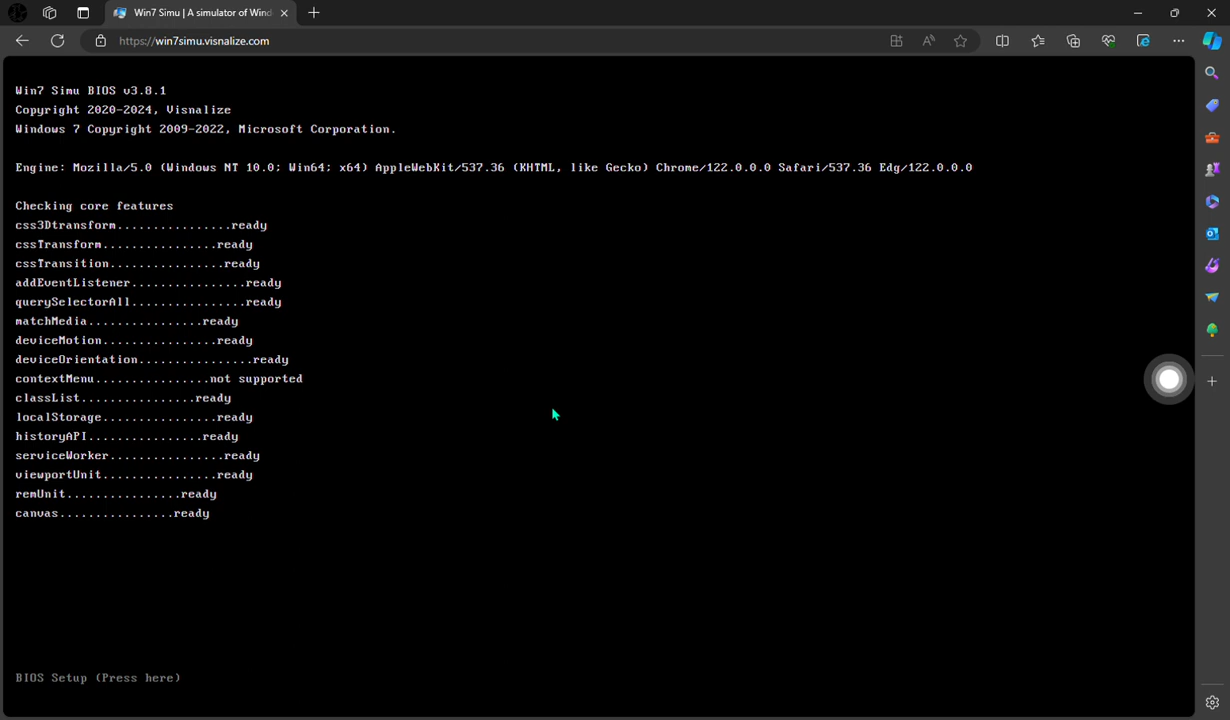 Win7 Simu | A simulator of Wind
https://win7simu.visnalize.com
Win7 Simu BIOS v3.8.1
Copyright 2020-2024, Visnalize
Windows 7 Copyright 2009-2022, Microsoft Corporation.
Engine: Mozilla/5.0 (Windows NT 10.0; Win64; x64) AppleWebKit/537.36 (KHTML, like Gecko) Chrome/122.0.0.0 Safari/537.36 Edg/122.0.0.0
Checking core features
css3Dtransform................ready
cssTransform................ready
cssTransition................ready
addEventListener................ready
querySelectorAll................ready
matchMedia................ready
deviceMotion................ready
deviceOrientation................ready
contextMenu................not supported
classList................ready
localStorage................ready
historyAPI................ready
serviceWorker................ready
viewportUnit................ready
remUnit................ready
canvas................ready
BIOS Setup (Press here)